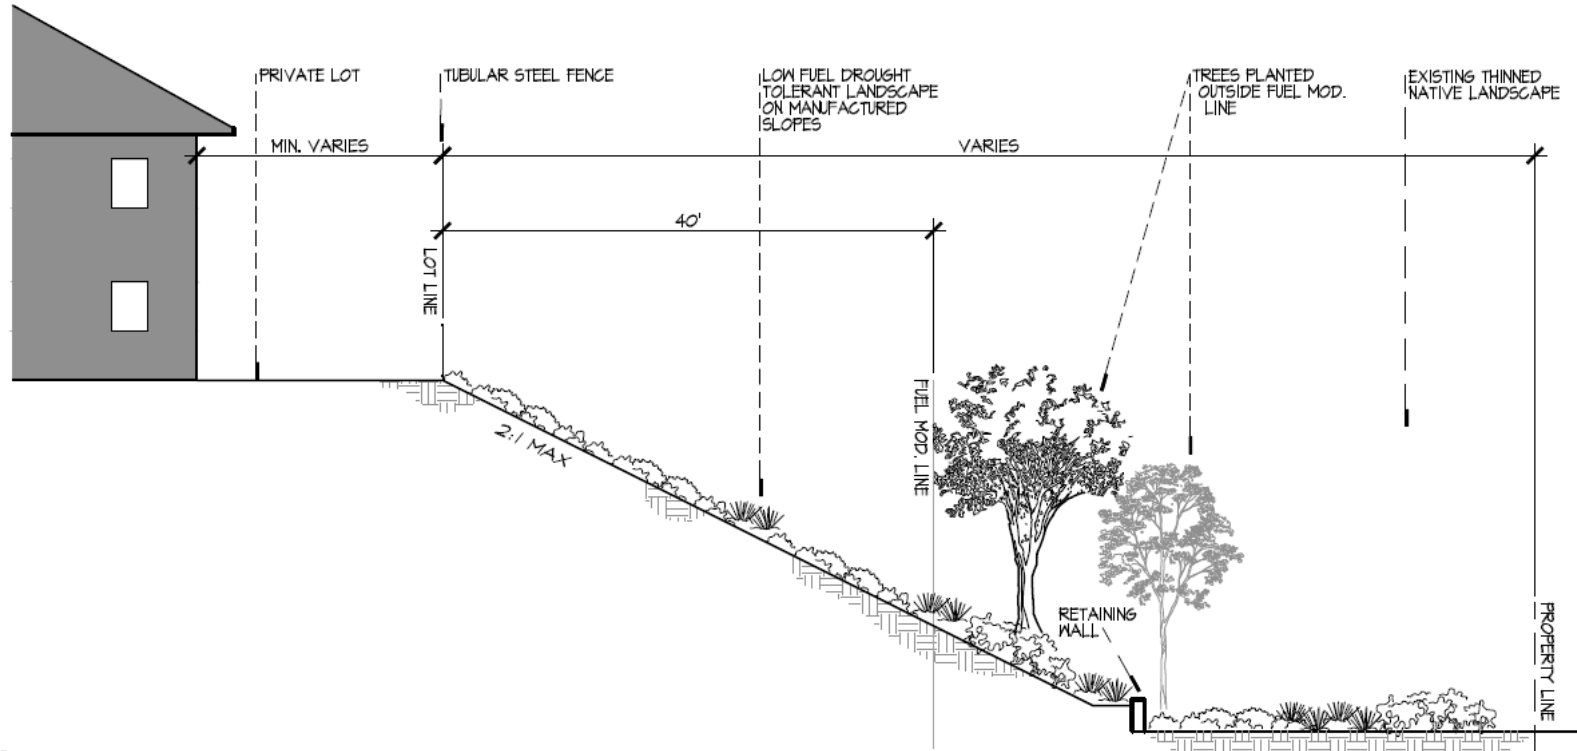 PRIVATE LOT
TUBULAR STEEL FENCE
LOW FUEL DROUGHT
TOLERANT LANDSCAPE
ON MANUFACTURED
SLOPES
TREES PLANTED
OUTSIDE FUEL MOD.
LINE
EXISTING THINNED
NATIVE LANDSCAPE
MIN. VARIES
VARIES
40'
LOT LINE
2:1 MAX
FUEL MOD. LINE
RETAINING
WALL
PROPERTY LINE